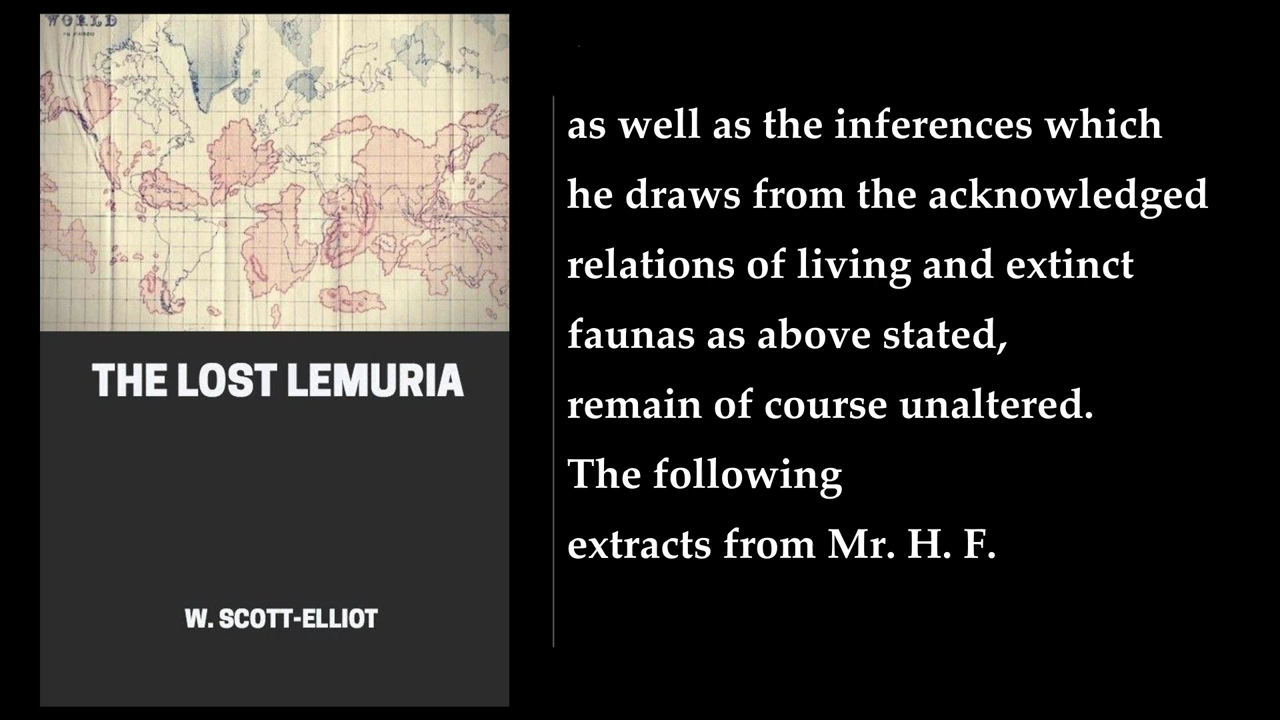 WORLD
THE LOST LEMURIA
W. SCOTT-ELLIOT
as well as the inferences which
he draws from the acknowledged
relations of living and extinct
faunas as above stated,
remain of course unaltered.
The following
extracts from Mr. H. F.